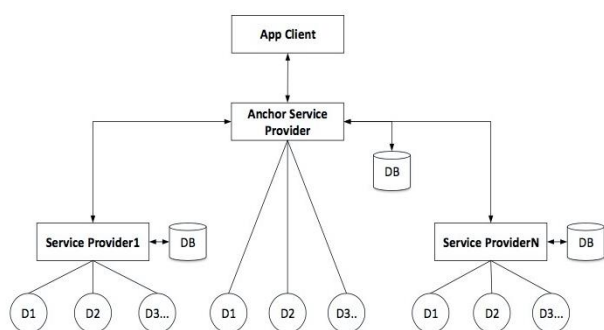 App Client
Anchor Service
Provider
DB
Service Provider1
DB
Service ProviderN
DB
D1
D2
D3...
D1
D2
D3..
D1
D2
D3...